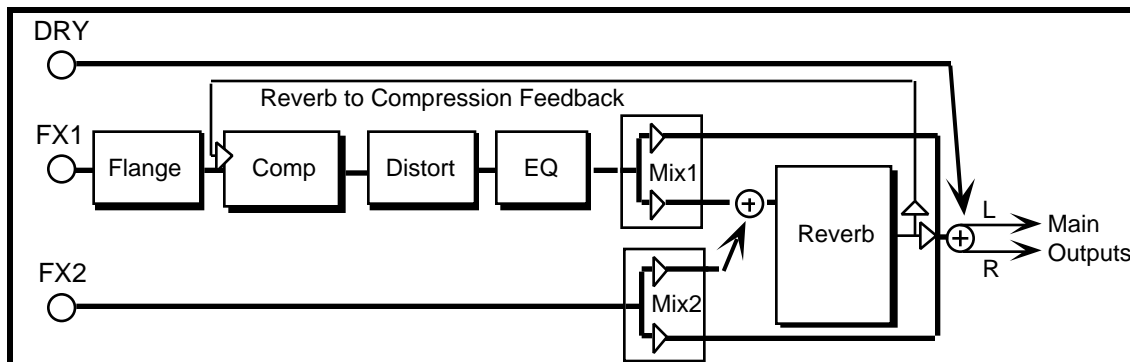 DRY
Reverb to Compression Feedback
FX1
Flange
Comp
Distort
EQ
Mix1
Reverb
L
Main
Outputs
R
FX2
Mix2